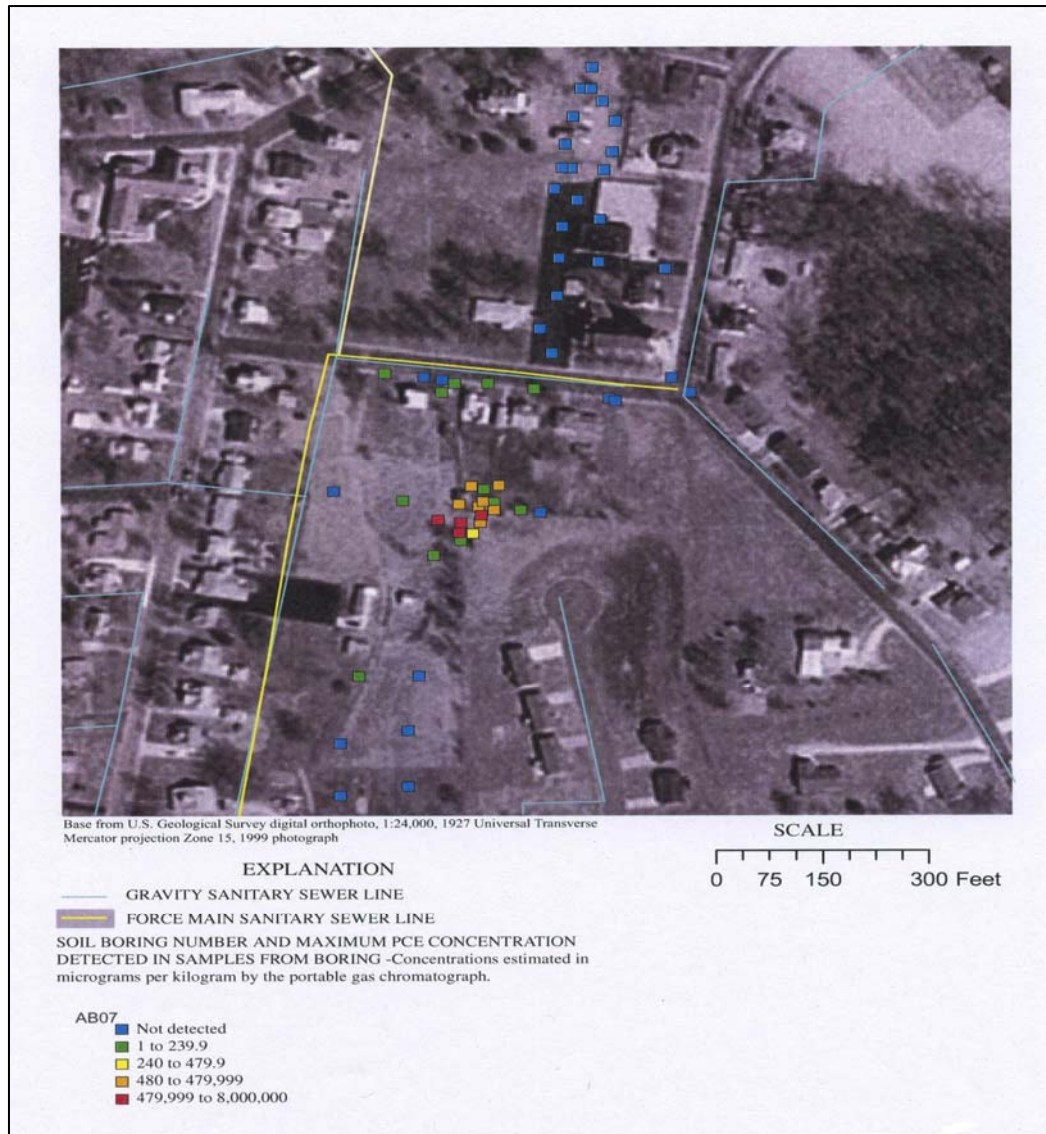 Base from U.S. Geological Survey digital orthophoto, 1:24,000, 1927 Universal Transverse
Mercator projection Zone 15, 1999 photograph
SCALE
0 75 150 300 Feet
EXPLANATION
GRAVITY SANITARY SEWER LINE
FORCE MAIN SANITARY SEWER LINE
SOIL BORING NUMBER AND MAXIMUM PCE CONCENTRATION
DETECTED IN SAMPLES FROM BORING -Concentrations estimated in
micrograms per kilogram by the portable gas chromatograph.
AB07
Not detected
1 to 239.9
240 to 479.9
480 to 479,999
479,999 to 8,000,000